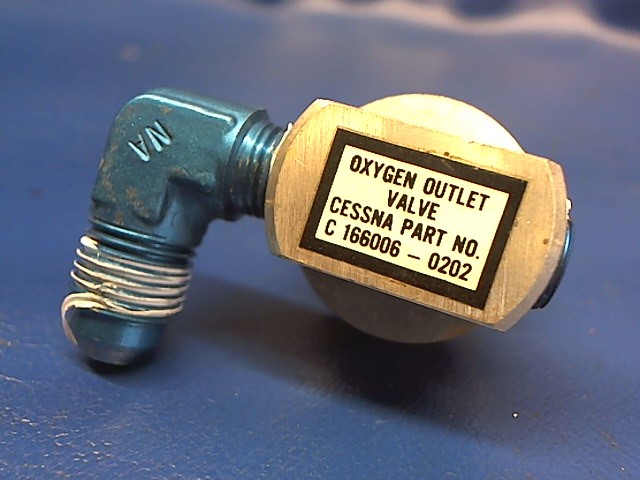 NA
OXYGEN OUTLET
VALVE
CESSNA PART NO.
C 166006 - 0202